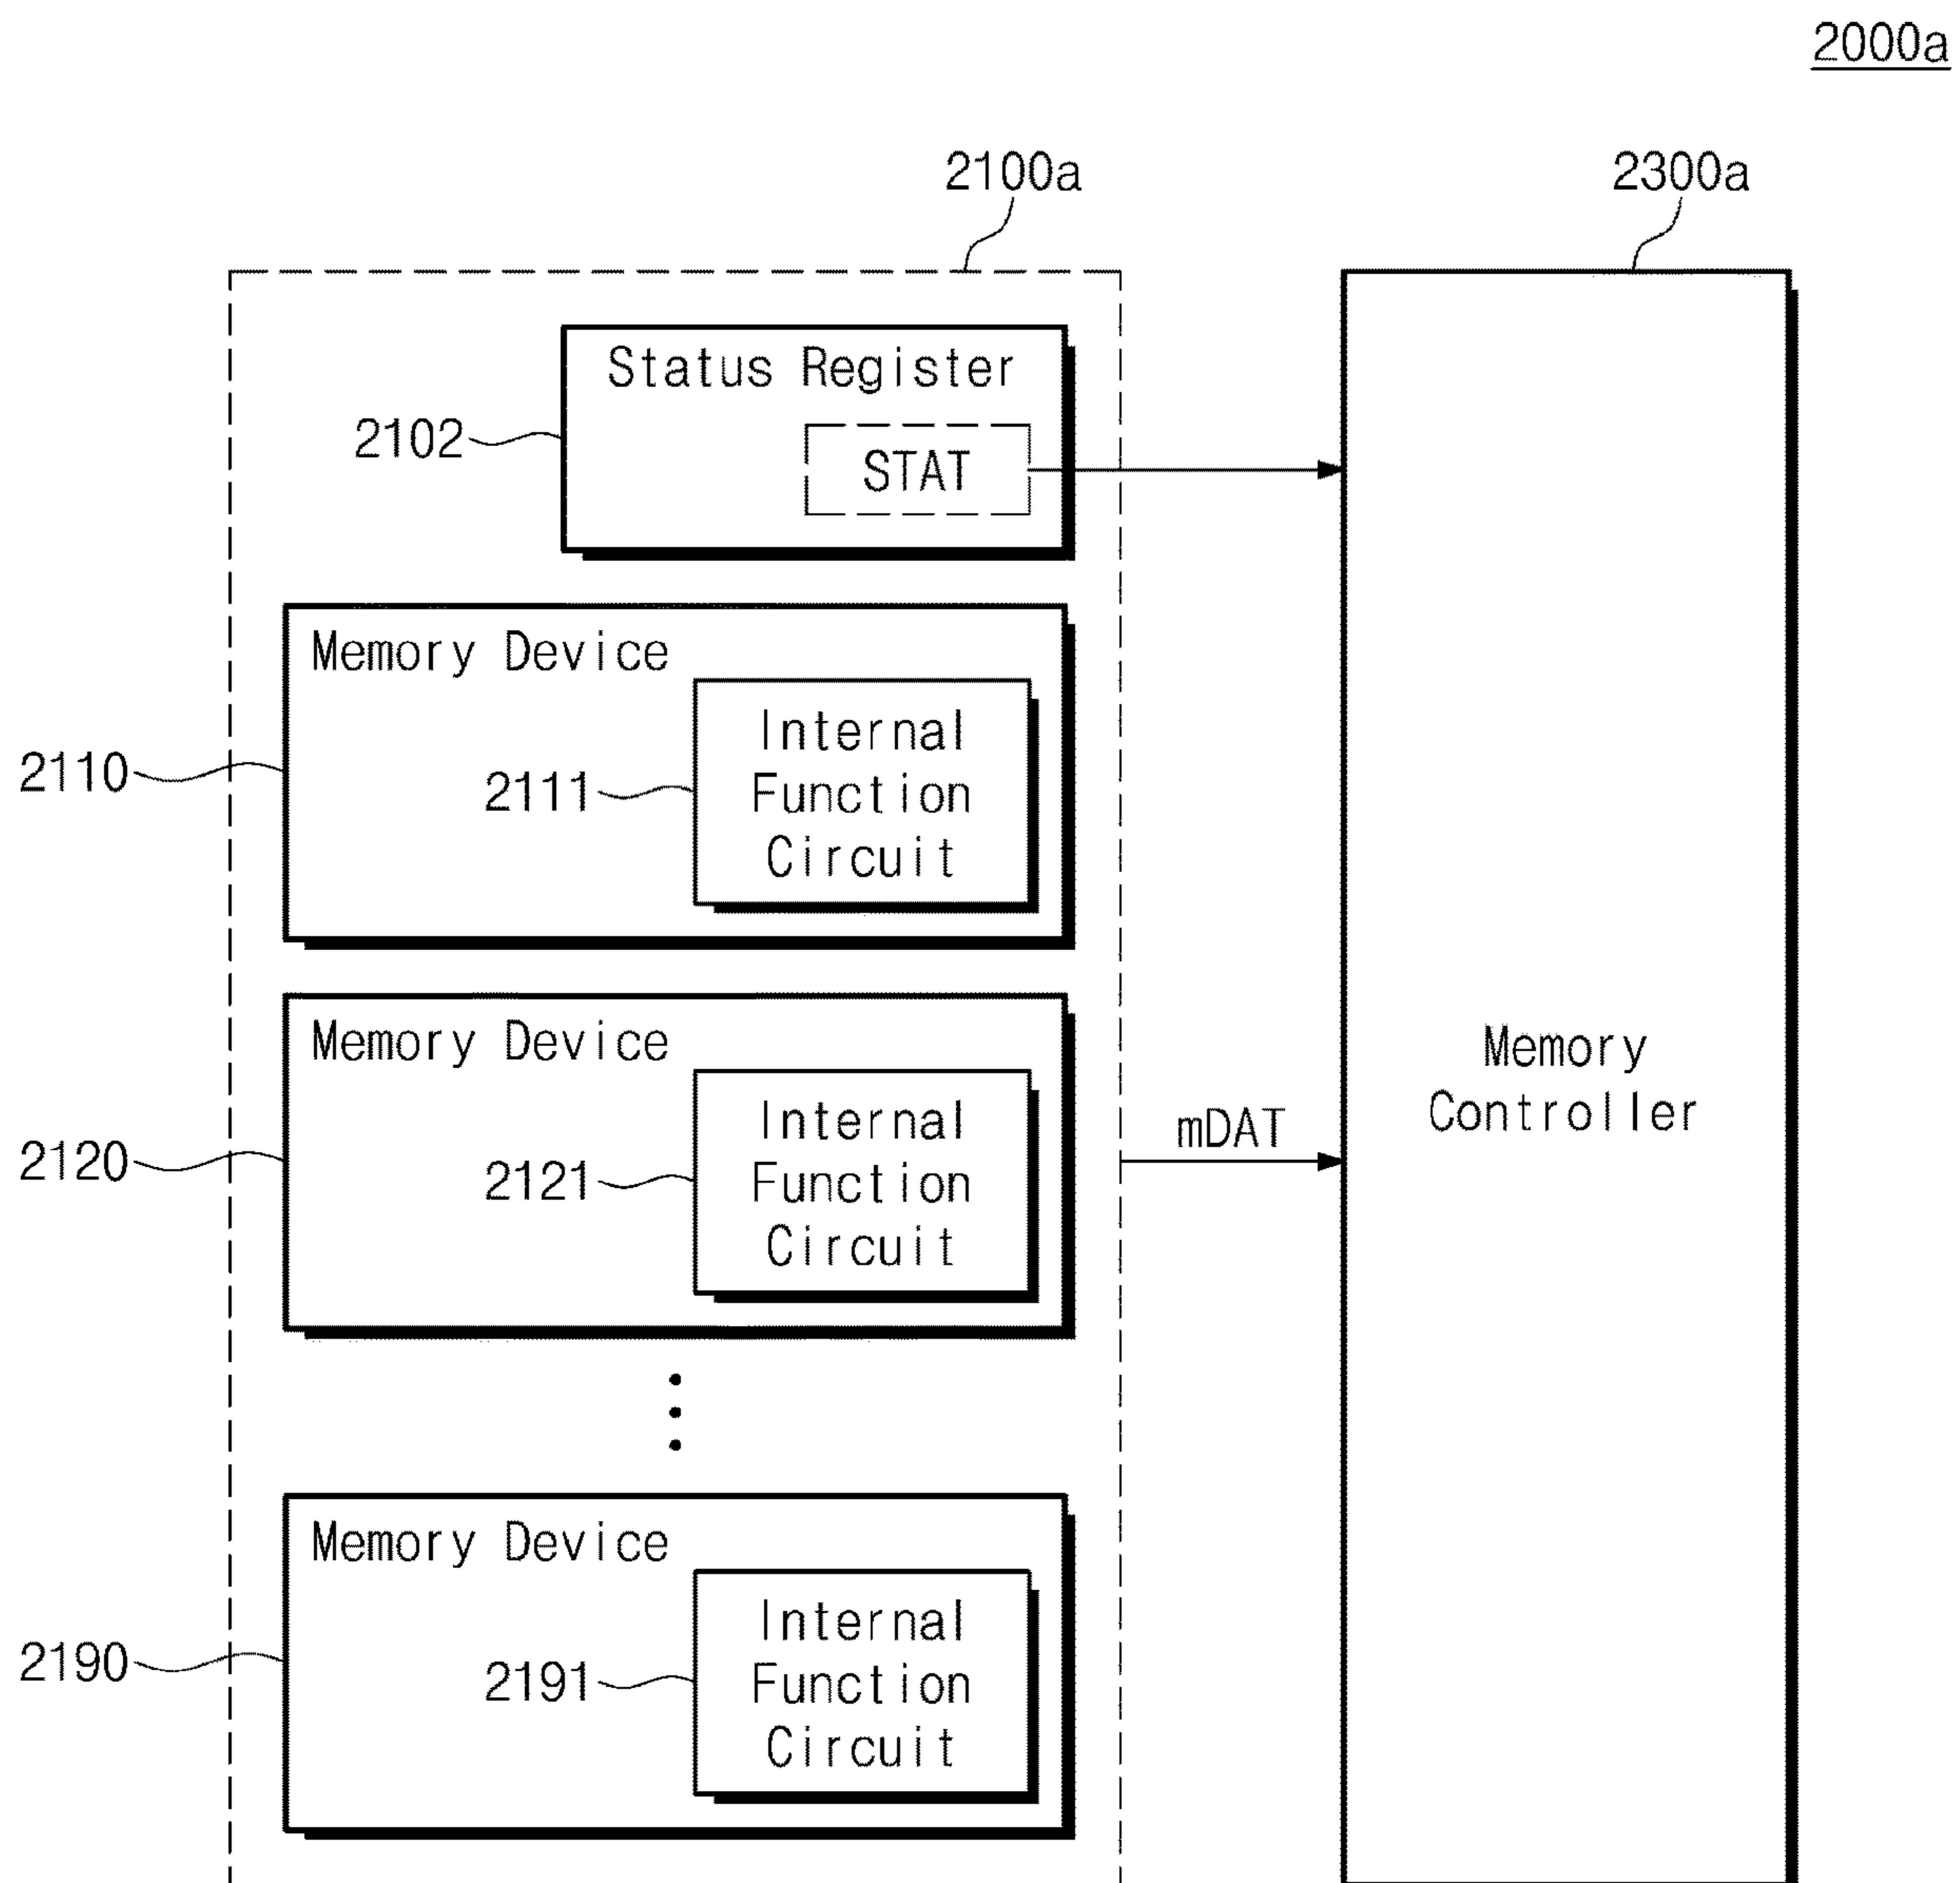 2000a
2100a
2300a
Status Register
2102
STAT
Memory Device
Internal
Function
Circuit
2110
2111
Memory Device
Internal
Function
Circuit
2120
2121
mDAT
Memory
Controller
Memory Device
Internal
Function
Circuit
2190
2191